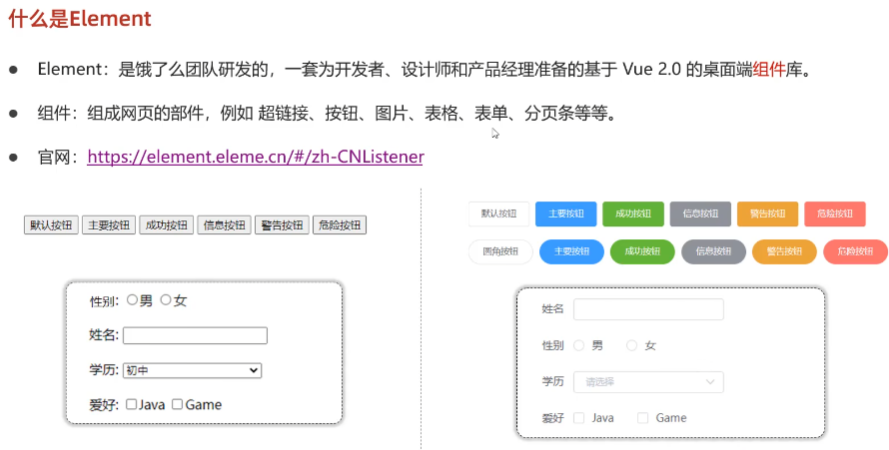 什么是Element
● Element：是饿了么团队研发的，一套为开发者、设计师和产品经理准备的基于 Vue 2.0 的桌面端组件库。
● 组件：组成网页的部件，例如 超链接、按钮、图片、表格、表单、分页条等等。
● 官网：https://element.eleme.cn/#/zh-CNListener
默认按钮 主要按钮 成功按钮 信息按钮 警告按钮 危险按钮
性别: 男 女
姓名:
学历: 初中
爱好: Java Game
默认按钮 主要按钮 成功按钮 信息按钮 警告按钮 危险按钮
圆角按钮 主要按钮 成功按钮 信息按钮 警告按钮 危险按钮
姓名
性别 男 女
学历 请选择
爱好 Java Game